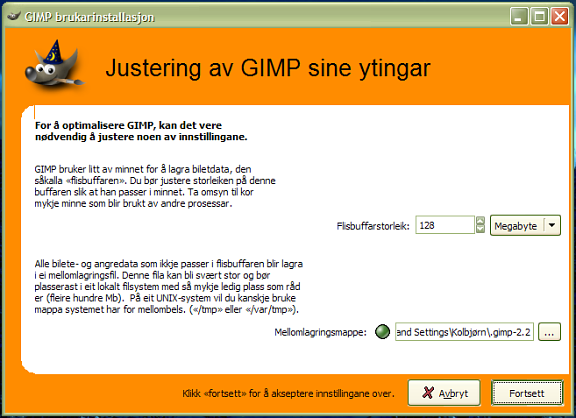 GIMP brukarinstallasjon
Justering av GIMP sine ytingar
For å optimalisere GIMP, kan det vere
nødvendig å justere noen av innstillingane.
GIMP bruker litt av minnet for å lagra biletdata, den
såkalla «flisbuffaren». Du bør justere storleiken på denne
buffaren slik at han passer i minnet. Ta omsyn til kor
mykje minne som blir brukt av andre prosessar.
Flisbuffarstorleik: 128 Megabyte
Alle bilete- og angredata som ikkje passer i flisbuffaren blir lagra
i ei mellomlagringsfil. Denne fila kan bli svært stor og bør
plasserast i eit lokalt filsystem med så mykje ledig plass som råd
er (fleire hundre Mb). På eit UNIX-system vil du kanskje bruke
mappa systemet har for mellombels. («/tmp» eller «/var/tmp»).
Mellomlagringsmappe: and Settings\Kolbjørn\.gimp-2.2 ...
Klikk «fortsett» for å akseptere innstilingane over. Avbryt Fortsett